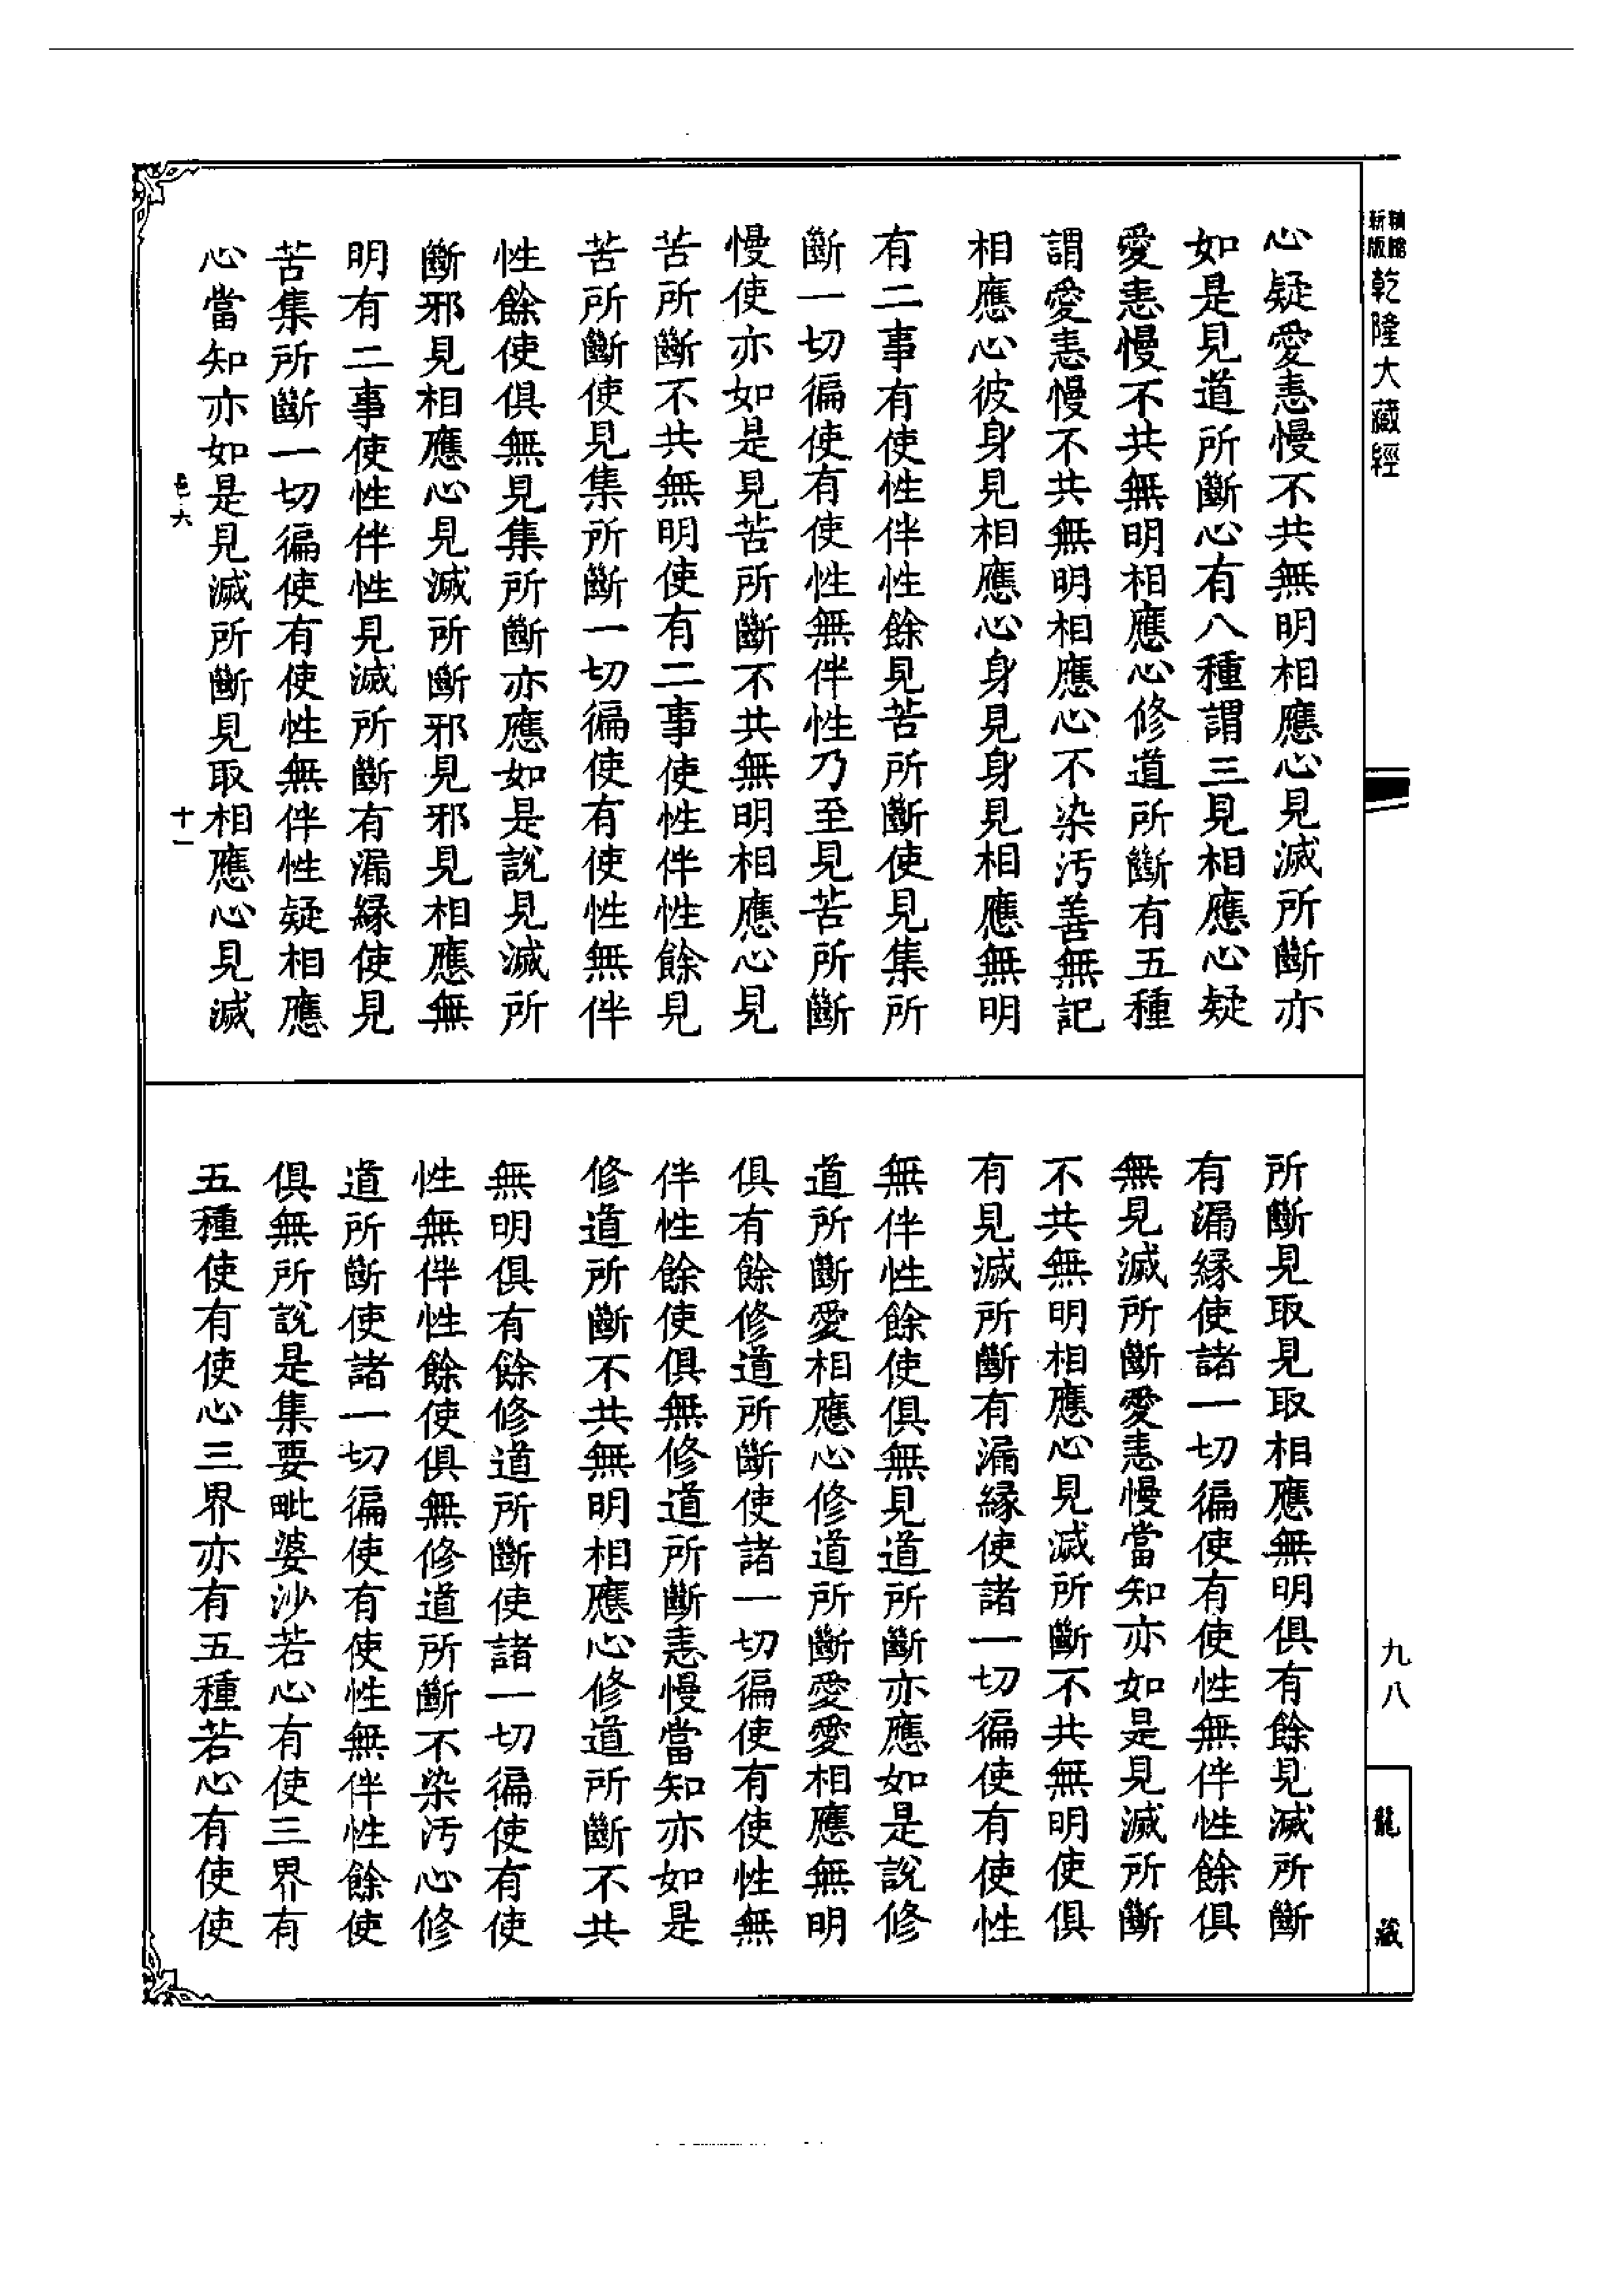 新版
精縮
乾隆大藏經
心疑愛恚慢不共無明相應心見滅所斷亦
如是見道所斷心有八種謂三見相應心疑
愛恚慢不共無明相應心修道所斷有五種
謂愛恚慢不共無明相應心不染污善無記
相應心彼身見相應心身見身見相應無明
有二事有使性伴性餘見苦所斷使見集所
斷一切徧使有使性無伴性乃至見苦所斷
慢使亦如是見苦所斷不共無明相應心見
苦所斷不共無明使有二事使性伴性餘見
苦所斷使見集所斷一切徧使有使性無伴
性餘使俱無見集所斷亦應如是說見滅所
斷邪見相應心見滅所斷邪見邪見相應無
明有二事使性伴性見滅所斷有漏緣使見
苦集所斷一切徧使有使性無伴性疑相應
心當知亦如是見滅所斷見取相應心見滅
邑六
十一
所斷見取見取相應無明俱有餘見滅所斷
有漏緣使諸一切徧使有使性無伴性餘俱
無見滅所斷愛恚慢當知亦如是見滅所斷
不共無明相應心見滅所斷不共無明使俱
有見滅所斷有漏緣使諸一切徧使有使性
無伴性餘使俱無見道所斷亦應如是說修
道所斷愛相應心修道所斷愛愛相應無明
俱有餘修道所斷使諸一切徧使有使性無
伴性餘使俱無修道所斷恚慢當知亦如是
修道所斷不共無明相應心修道所斷不共
無明俱有餘修道所斷使諸一切徧使有使
性無伴性餘使俱無修道所斷不染污心修
道所斷使諸一切徧使有使性無伴性餘使
俱無所說是集要毗婆沙若心有使三界有
五種使有使心三界亦有五種若心有使使
九八
龍藏